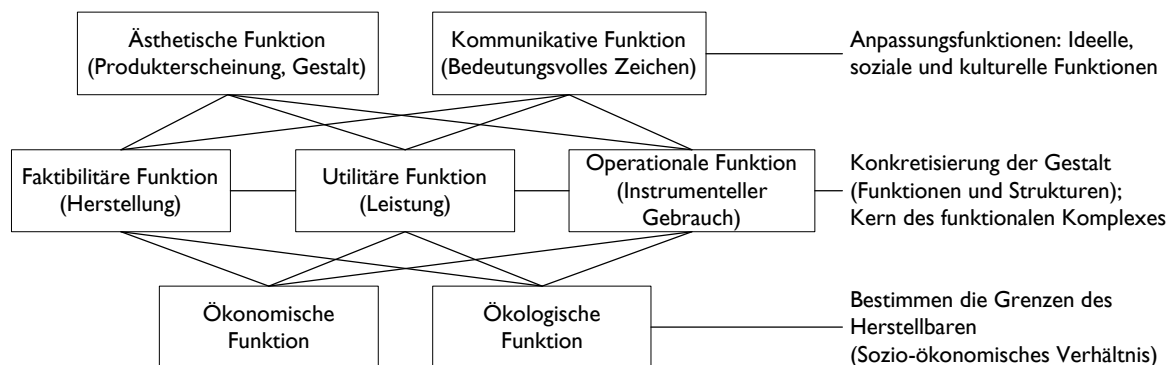 Ästhetische Funktion
(Produkterscheinung, Gestalt)
Kommunikative Funktion
(Bedeutungsvolles Zeichen)
Anpassungsfunktionen: Ideelle,
soziale und kulturelle Funktionen
Faktibilitäre Funktion
(Herstellung)
Utilitäre Funktion
(Leistung)
Operationale Funktion
(Instrumenteller
Gebrauch)
Konkretisierung der Gestalt
(Funktionen und Strukturen);
Kern des funktionalen Komplexes
Ökonomische
Funktion
Ökologische
Funktion
Bestimmen die Grenzen des
Herstellbaren
(Sozio-ökonomisches Verhältnis)